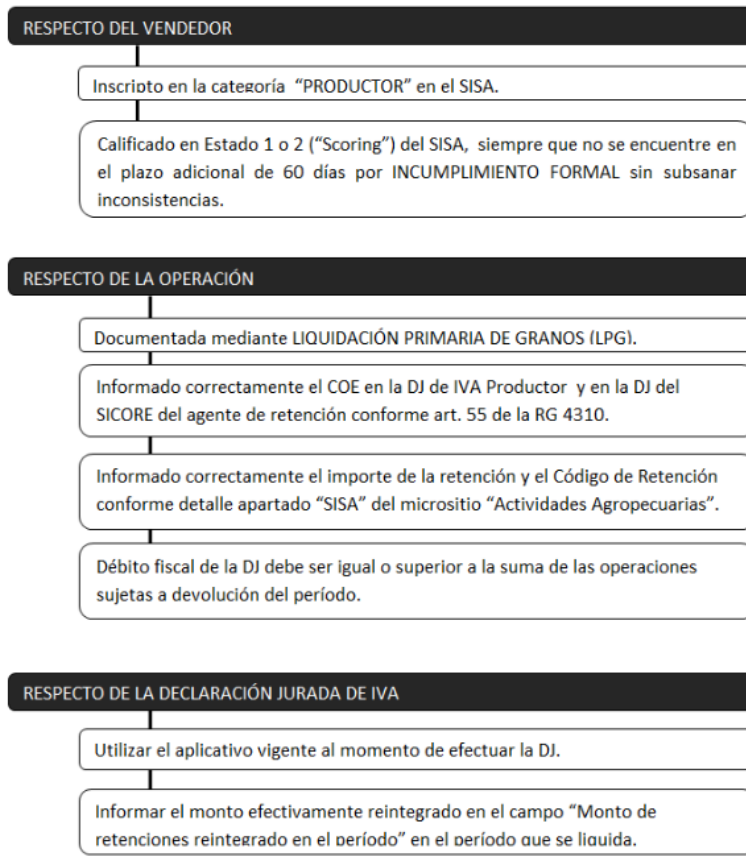 RESPECTO DEL VENDEDOR
Inscripto en la categoría “PRODUCTOR” en el SISA.
Calificado en Estado 1 o 2 (“Scoring”) del SISA, siempre que no se encuentre en
el plazo adicional de 60 días por INCUMPLIMIENTO FORMAL sin subsanar
inconsistencias.
RESPECTO DE LA OPERACIÓN
Documentada mediante LIQUIDACIÓN PRIMARIA DE GRANOS (LPG).
Informado correctamente el COE en la DJ de IVA Productor y en la DJ del
SICORE del agente de retención conforme art. 55 de la RG 4310.
Informado correctamente el importe de la retención y el Código de Retención
conforme detalle apartado “SISA” del micrositio “Actividades Agropecuarias”.
Débito fiscal de la DJ debe ser igual o superior a la suma de las operaciones
sujetas a devolución del período.
RESPECTO DE LA DECLARACIÓN JURADA DE IVA
Utilizar el aplicativo vigente al momento de efectuar la DJ.
Informar el monto efectivamente reintegrado en el campo “Monto de
retenciones reintegrado en el período” en el período que se liquida.